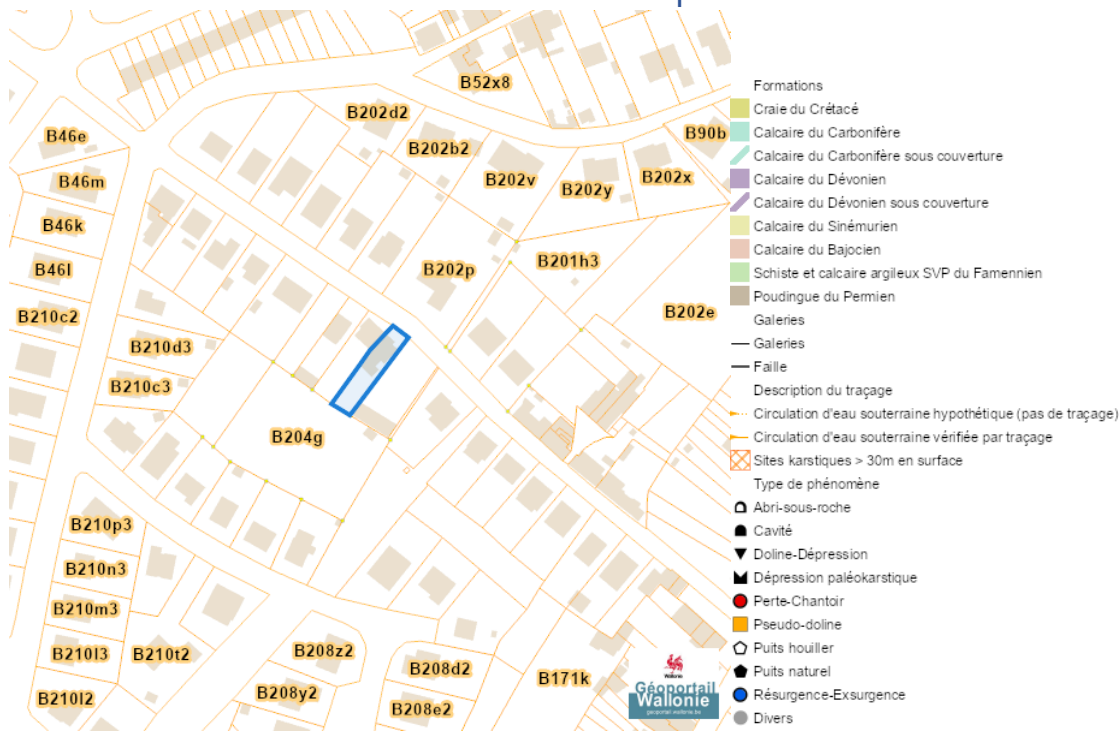 B52x8
B202d2
B90b
B46e
B202b2
B202v
B202x
B46m
B202y
B46k
B46l
B202p
B201h3
B210c2
B202e
B210d3
B210c3
B204g
B210p3
B210n3
B210m3
B210l3
B210t2
B208z2
B208d2
B171k
B210l2
B208y2
B208e2
Wallonie
Géoportail
Wallonie
geoportail.wallonie.be
Formations
Craie du Crétacé
Calcaire du Carbonifère
Calcaire du Carbonifère sous couverture
Calcaire du Dévonien
Calcaire du Dévonien sous couverture
Calcaire du Sinémurien
Calcaire du Bajocien
Schiste et calcaire argileux SVP du Famennien
Poudingue du Permien
Galeries
Galeries
Faille
Description du traçage
Circulation d'eau souterraine hypothétique (pas de traçage)
Circulation d'eau souterraine vérifiée par traçage
Sites karstiques > 30m en surface
Type de phénomène
Abri-sous-roche
Cavité
Doline-Dépression
Dépression paléokarstique
Perte-Chantoir
Pseudo-doline
Puits houiller
Puits naturel
Résurgence-Exsurgence
Divers